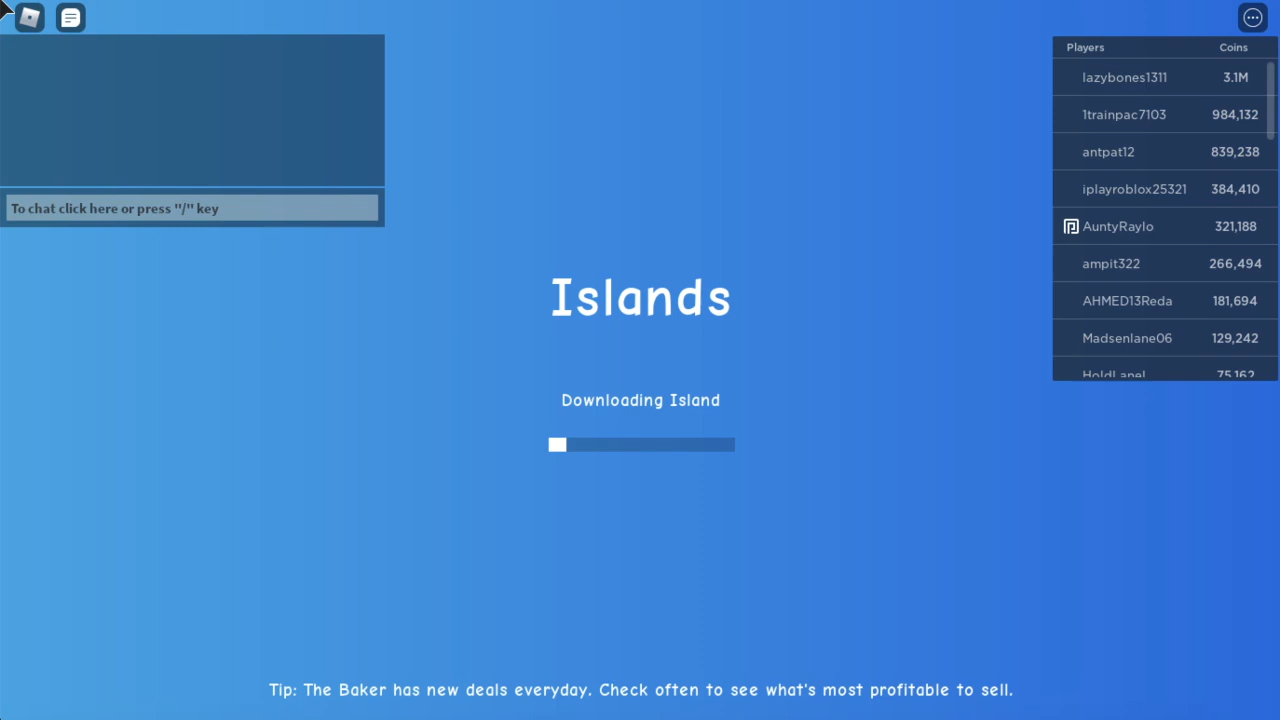 Players Coins
lazybones1311 3.1M
1trainpac7103 984,132
antpat12 839,238
iplayroblox25321 384,410
AuntyRaylo 321,188
ampit322 266,494
AHMED13Reda 181,694
Madsenlane06 129,242
75,162
To chat click here or press "/" key
Islands
Downloading Island
Tip: The Baker has new deals everyday. Check often to see what's most profitable to sell.